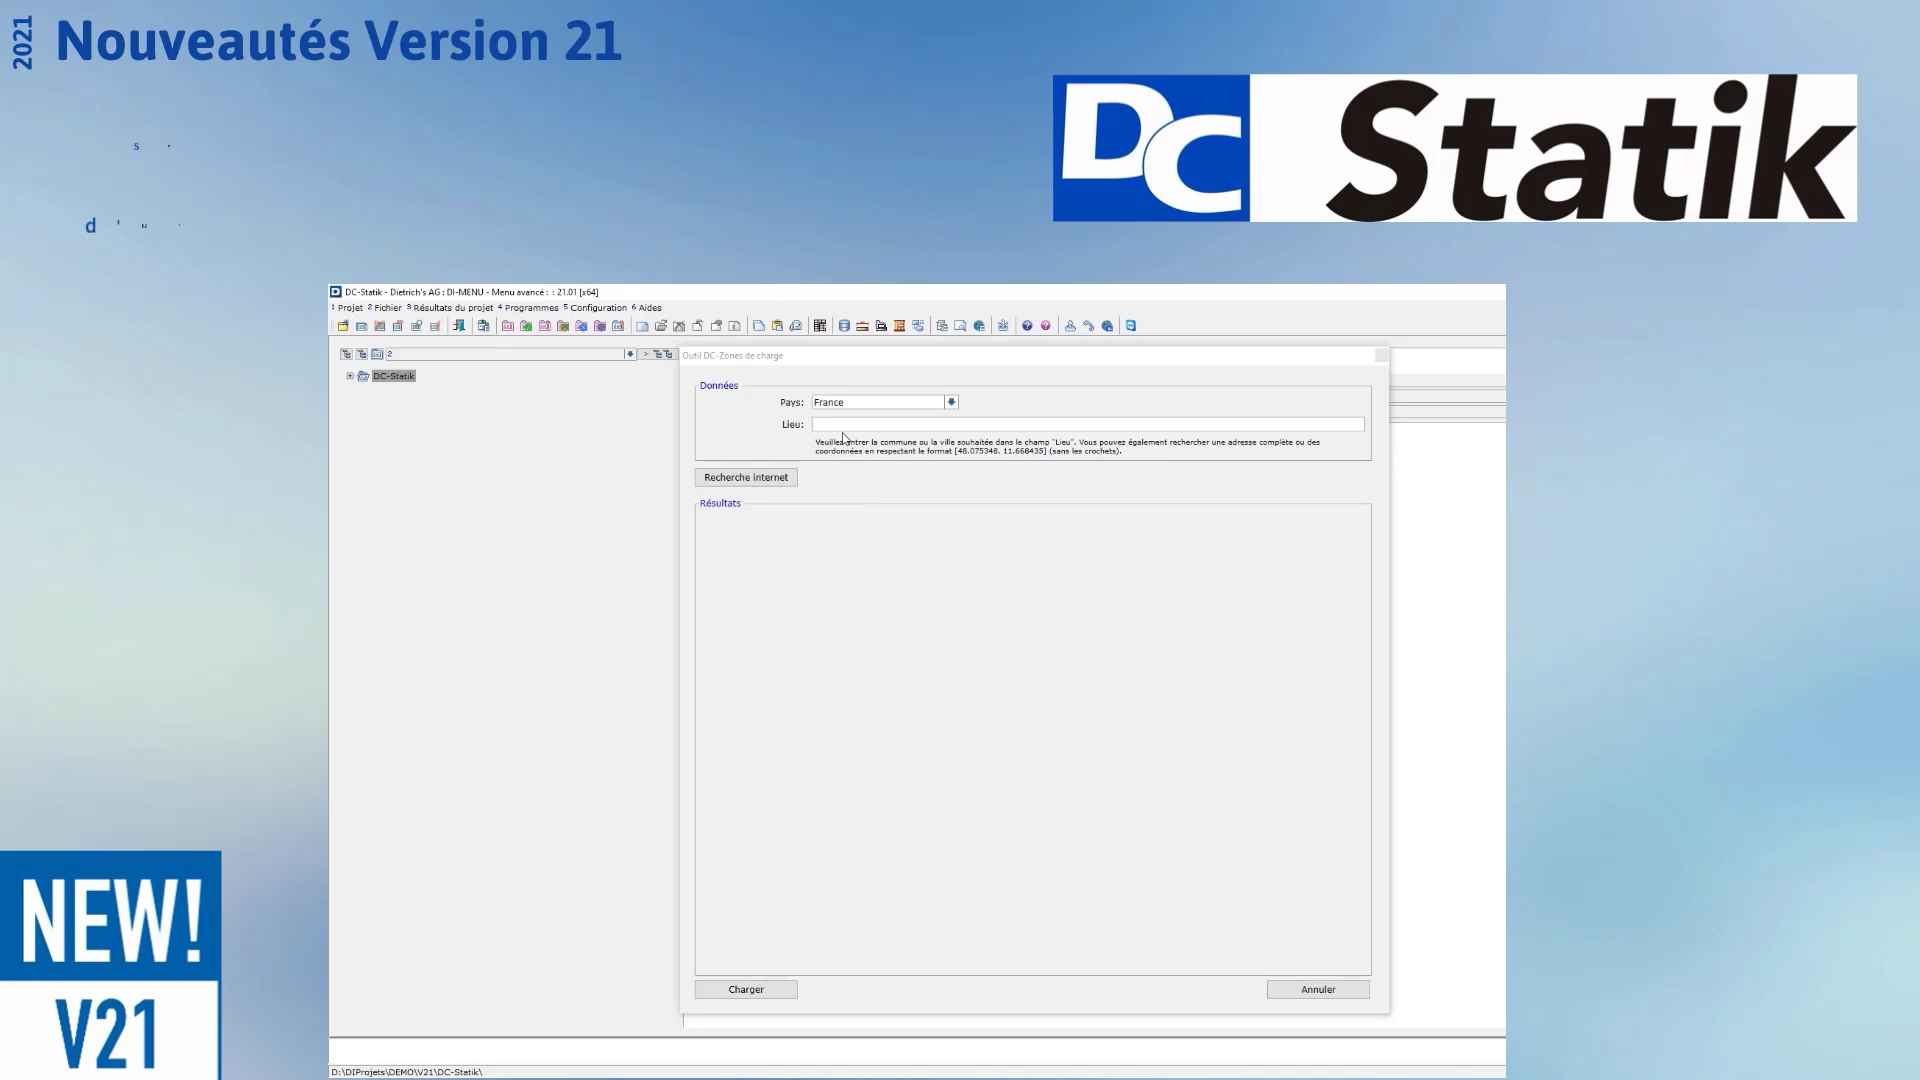 2021
Nouveautés Version 21
DC Statik
s
d ' u
DC-Statik - Dietrich's AG : DI-MENU - Menu avancé : : 21.01 [x64]
1 Projet 2 Fichier 3 Résultats du projet 4 Programmes 5 Configuration 6 Aides
2
DC-Statik
Outil DC-Zones de charge
Données
Pays: France
Lieu:
Veuillez entrer la commune ou la ville souhaitée dans le champ "Lieu". Vous pouvez également rechercher une adresse complète ou des
coordonnées en respectant le format [48.075348, 11.668435] (sans les crochets).
Recherche internet
Résultats
Charger
Annuler
NEW!
V21
D:\DIProjets\DEMO\V21\DC-Statik\